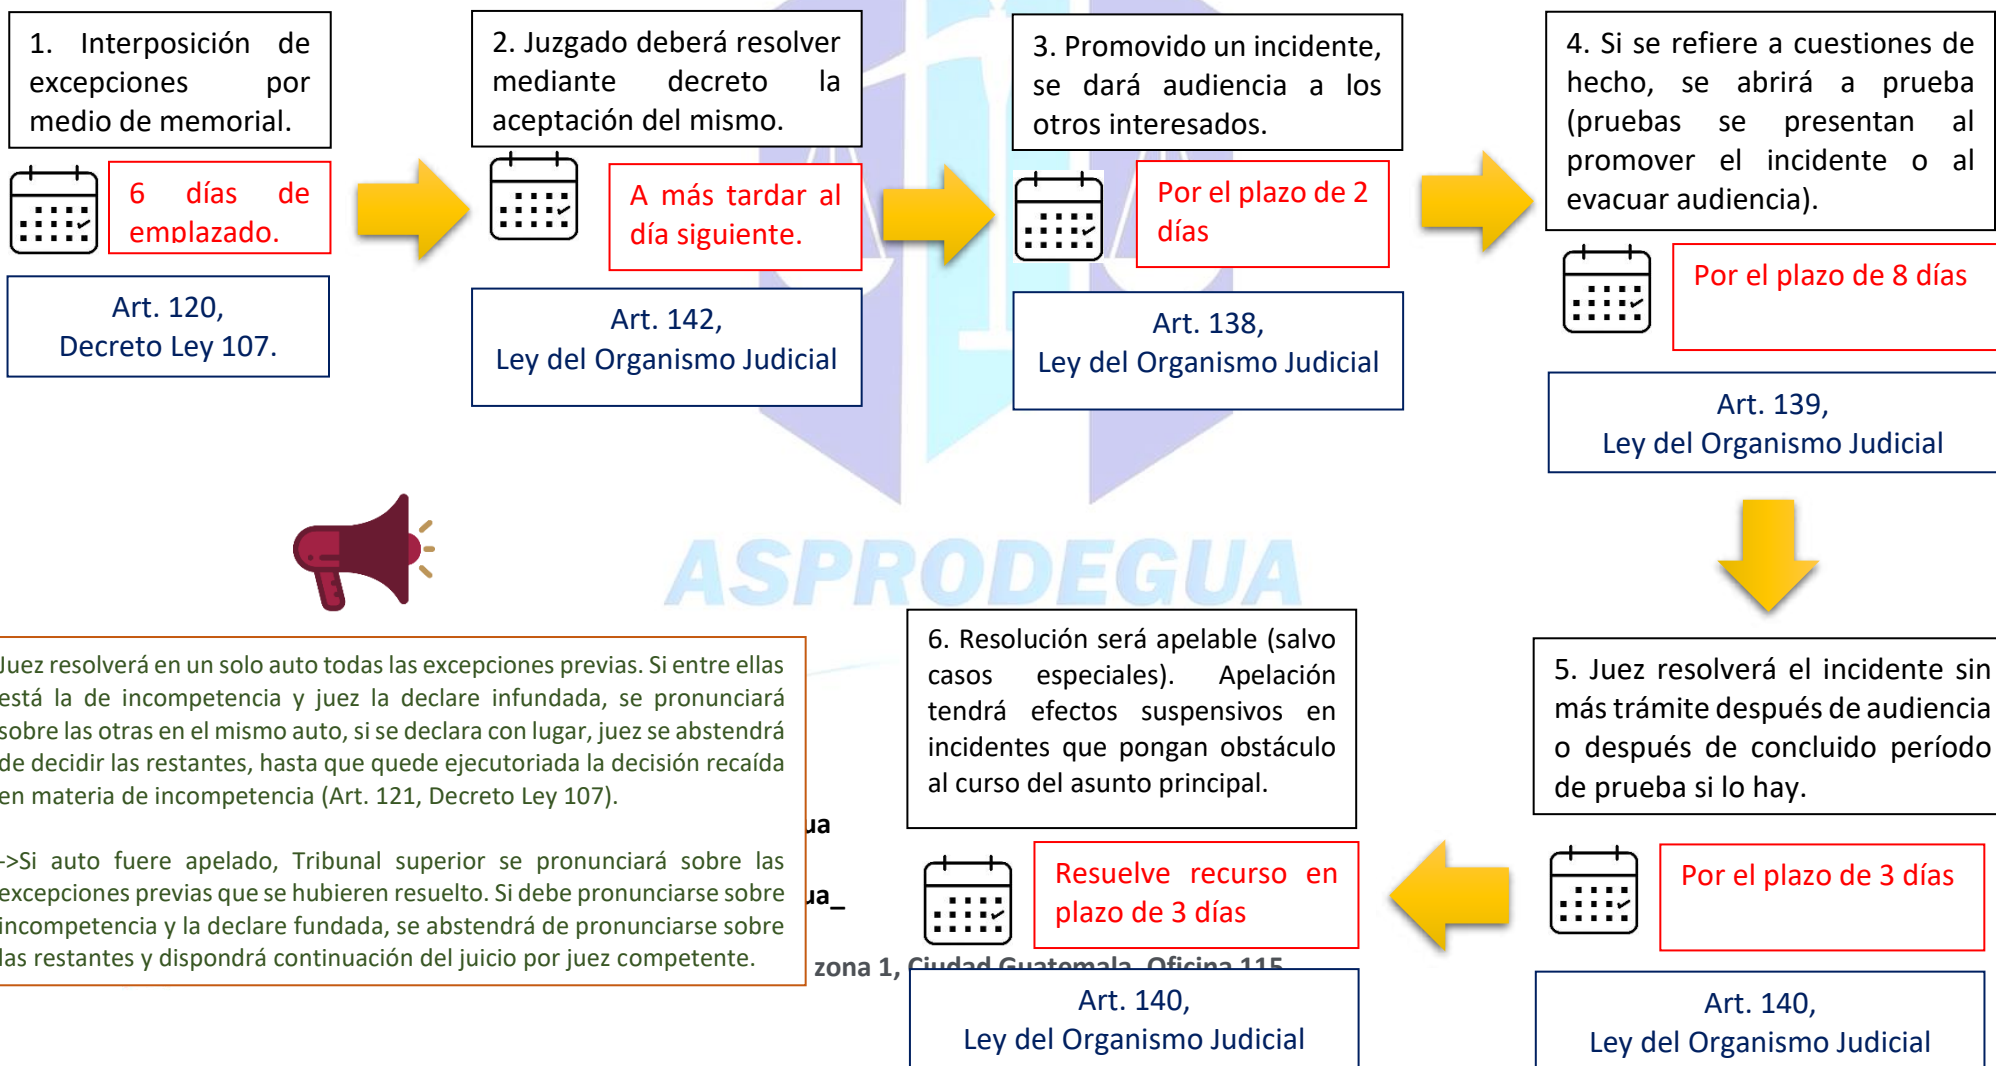 1. Interposición de
excepciones por
medio de memorial.
6 días de
emplazado.
Art. 120,
Decreto Ley 107.
2. Juzgado deberá resolver
mediante decreto la
aceptación del mismo.
A más tardar al
día siguiente.
Art. 142,
Ley del Organismo Judicial
3. Promovido un incidente,
se dará audiencia a los
otros interesados.
Por el plazo de 2
días
Art. 138,
Ley del Organismo Judicial
4. Si se refiere a cuestiones de
hecho, se abrirá a prueba
(pruebas se presentan al
promover el incidente o al
evacuar audiencia).
Por el plazo de 8 días
Art. 139,
Ley del Organismo Judicial
ASPRODEGUA
5. Juez resolverá el incidente sin
más trámite después de audiencia
o después de concluido período
de prueba si lo hay.
Por el plazo de 3 días
Art. 140,
Ley del Organismo Judicial
6. Resolución será apelable (salvo
casos especiales). Apelación
tendrá efectos suspensivos en
incidentes que pongan obstáculo
al curso del asunto principal.
Resuelve recurso en
plazo de 3 días
Art. 140,
Ley del Organismo Judicial
Juez resolverá en un solo auto todas las excepciones previas. Si entre ellas
está la de incompetencia y juez la declare infundada, se pronunciará
sobre las otras en el mismo auto, si se declara con lugar, juez se abstendrá
de decidir las restantes, hasta que quede ejecutoriada la decisión recaída
en materia de incompetencia (Art. 121, Decreto Ley 107).
->Si auto fuere apelado, Tribunal superior se pronunciará sobre las
excepciones previas que se hubieren resuelto. Si debe pronunciarse sobre
incompetencia y la declare fundada, se abstendrá de pronunciarse sobre
las restantes y dispondrá continuación del juicio por juez competente.
ua
ua_
zona 1, Ciudad Guatemala, Oficina 115